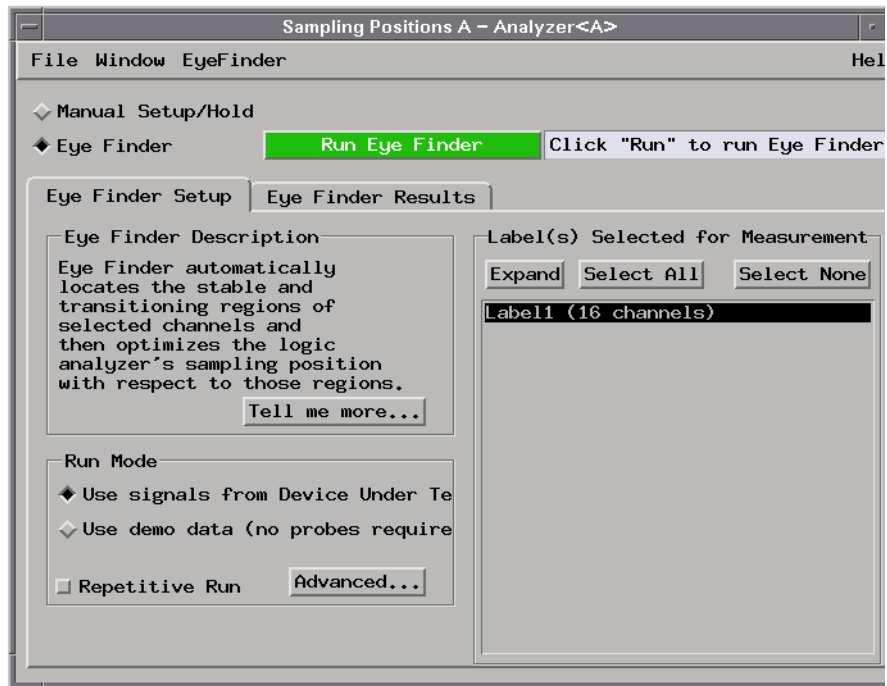 Sampling Positions A – Analyzer<A>
File Window EyeFinder Hel
Manual Setup/Hold
Eye Finder Run Eye Finder Click "Run" to run Eye Finder
Eye Finder Setup Eye Finder Results
Eye Finder Description
Eye Finder automatically
locates the stable and
transitioning regions of
selected channels and
then optimizes the logic
analyzer's sampling position
with respect to those regions.
Tell me more...
Run Mode
Use signals from Device Under Te
Use demo data (no probes require
Repetitive Run Advanced...
Label(s) Selected for Measurement
Expand Select All Select None
Label1 (16 channels)